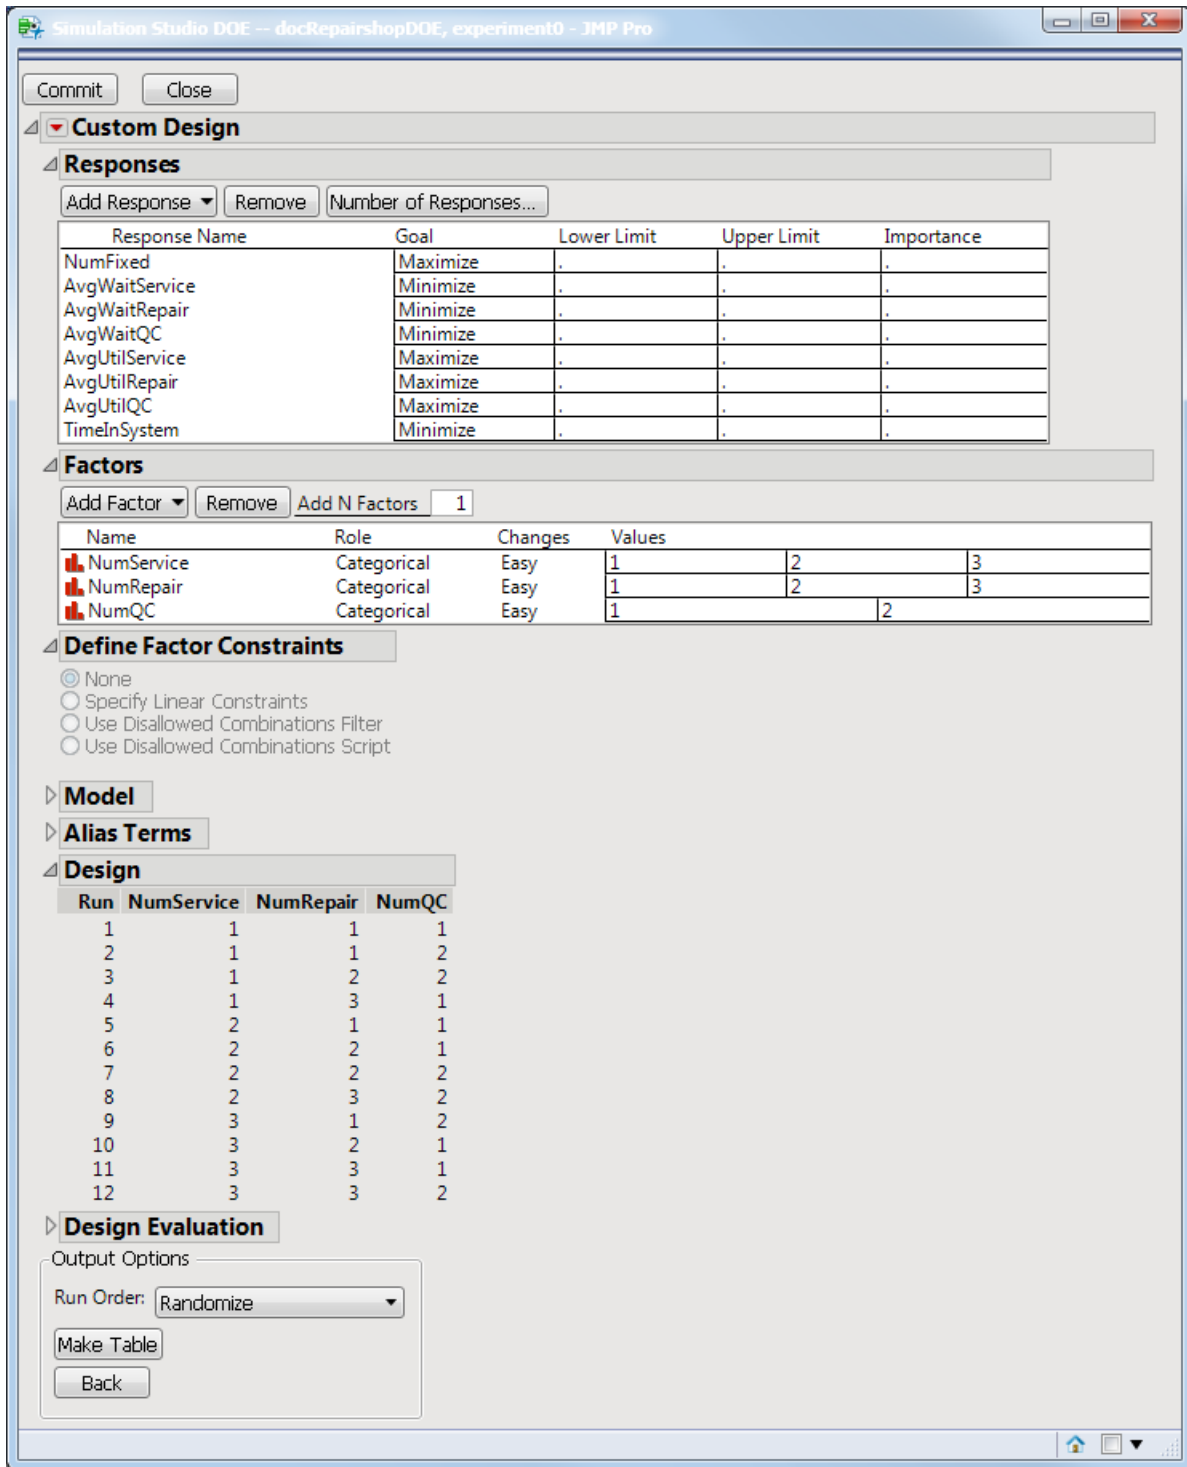 Simulation Studio DOE -- docRepairshopDOE, experiment0 - JMP Pro
Commit Close
Custom Design
Responses
Add Response Remove Number of Responses...
Response Name Goal Lower Limit Upper Limit Importance
NumFixed Maximize . . .
AvgWaitService Minimize . . .
AvgWaitRepair Minimize . . .
AvgWaitQC Minimize . . .
AvgUtilService Maximize . . .
AvgUtilRepair Maximize . . .
AvgUtilQC Maximize . . .
TimeInSystem Minimize . . .
Factors
Add Factor Remove Add N Factors 1
Name Role Changes Values
NumService Categorical Easy 1 2 3
NumRepair Categorical Easy 1 2 3
NumQC Categorical Easy 1 2
Define Factor Constraints
None
Specify Linear Constraints
Use Disallowed Combinations Filter
Use Disallowed Combinations Script
Model
Alias Terms
Design
Run NumService NumRepair NumQC
1 1 1 1
2 1 1 2
3 1 2 2
4 1 3 1
5 2 1 1
6 2 2 1
7 2 2 2
8 2 3 2
9 3 1 2
10 3 2 1
11 3 3 1
12 3 3 2
Design Evaluation
Output Options
Run Order: Randomize
Make Table
Back